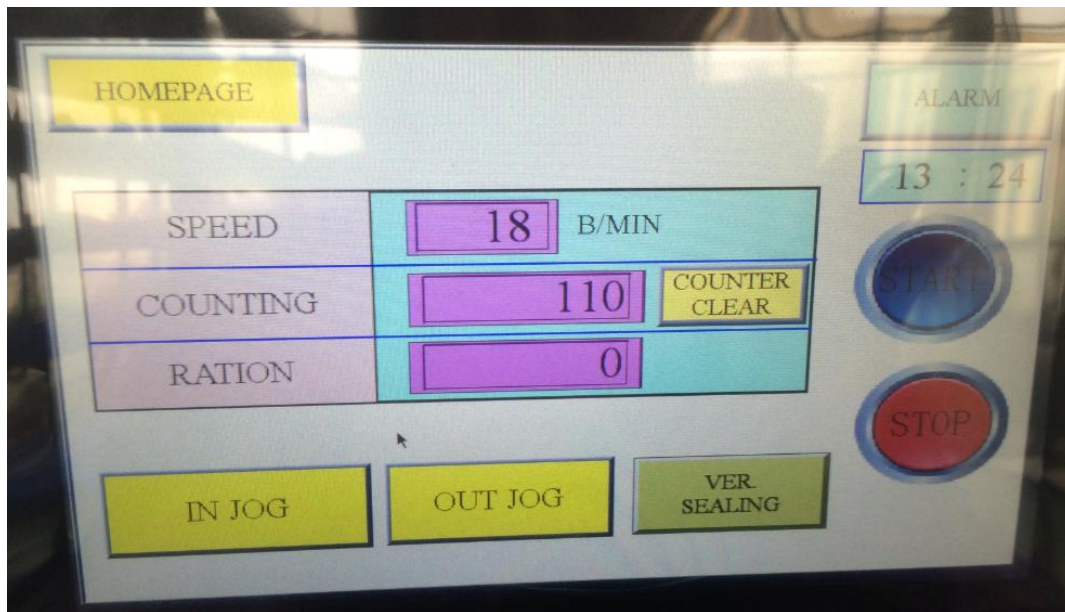 HOMEPAGE
ALARM
13 : 24
SPEED 18 B/MIN
START
COUNTING 110 COUNTER
CLEAR
RATION 0
STOP
IN JOG
OUT JOG
VER.
SEALING